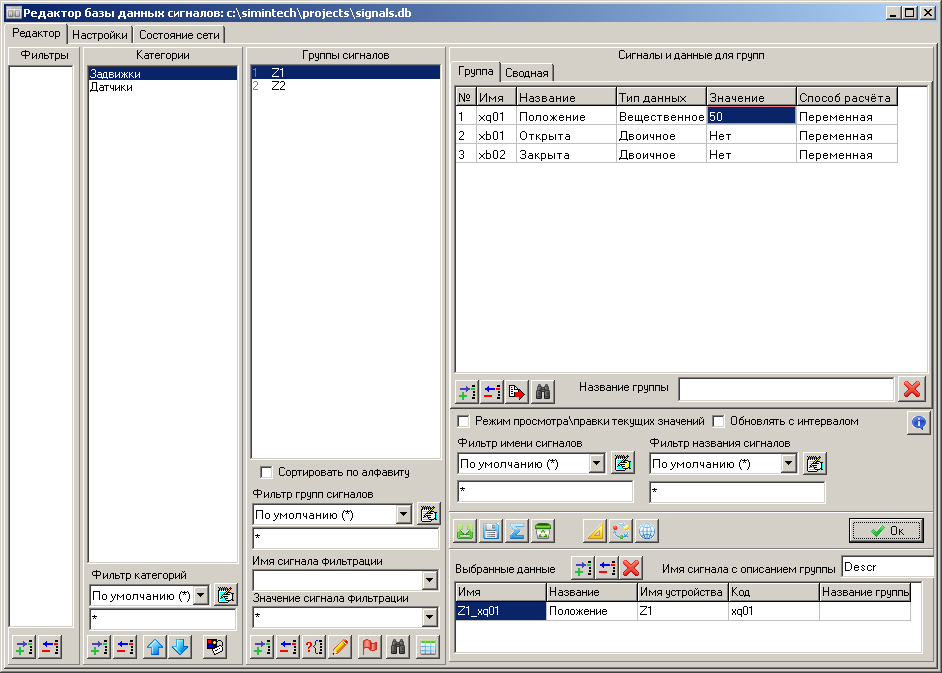 Редактор базы данных сигналов: c:\simintech\projects\signals.db
Редактор Настройки Состояние сети
Фильтры
Категории
Задвижки
Датчики
Фильтр категорий
По умолчанию (*)
*
Группы сигналов
1 Z1
2 Z2
Сортировать по алфавиту
Фильтр групп сигналов
По умолчанию (*)
*
Имя сигнала фильтрации
Значение сигнала фильтрации
*
Сигналы и данные для групп
Группа Сводная
№ Имя Название Тип данных Значение Способ расчёта
1 xq01 Положение Вещественное 50 Переменная
2 xb01 Открыта Двоичное Нет Переменная
3 xb02 Закрыта Двоичное Нет Переменная
Название группы
Режим просмотра\правки текущих значений Обновлять с интервалом
Фильтр имени сигналов Фильтр названия сигналов
По умолчанию (*) По умолчанию (*)
* *
Ок
Выбранные данные Имя сигнала с описанием группы Descr
Имя Название Имя устройства Код Название группы
Z1_xq01 Положение Z1 xq01